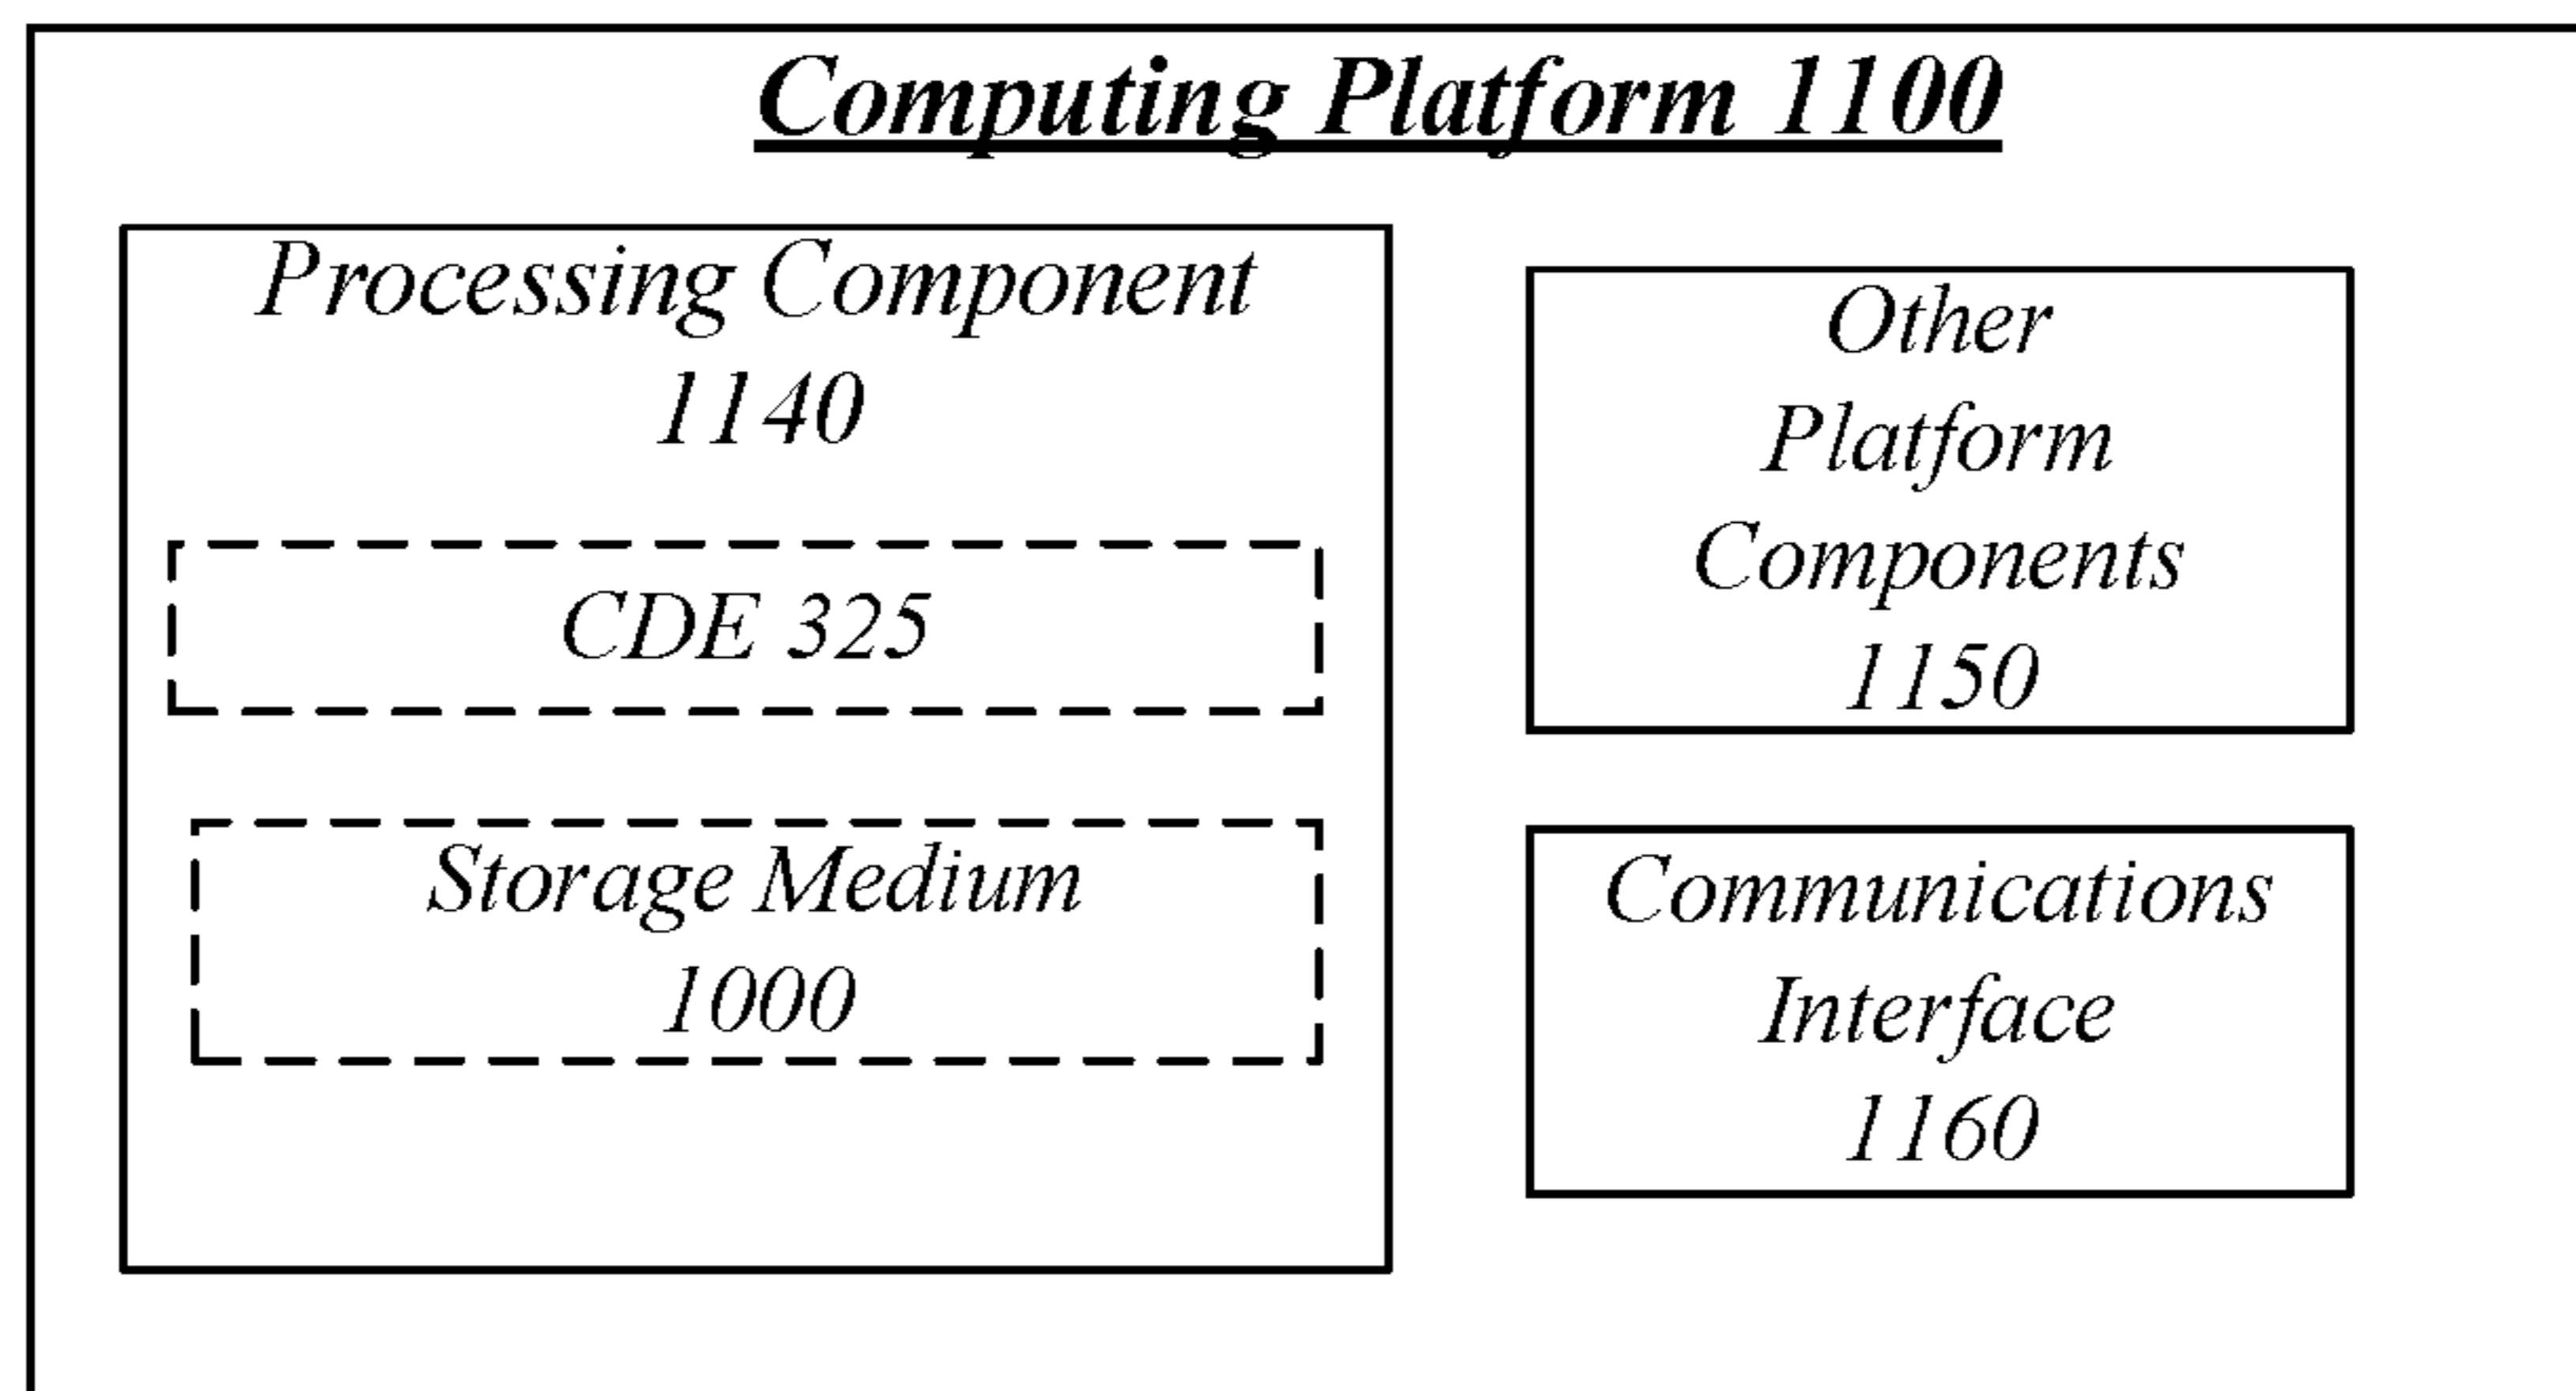 Computing Platform 1100
Processing Component
1140
CDE 325
Storage Medium
1000
Other
Platform
Components
1150
Communications
Interface
1160